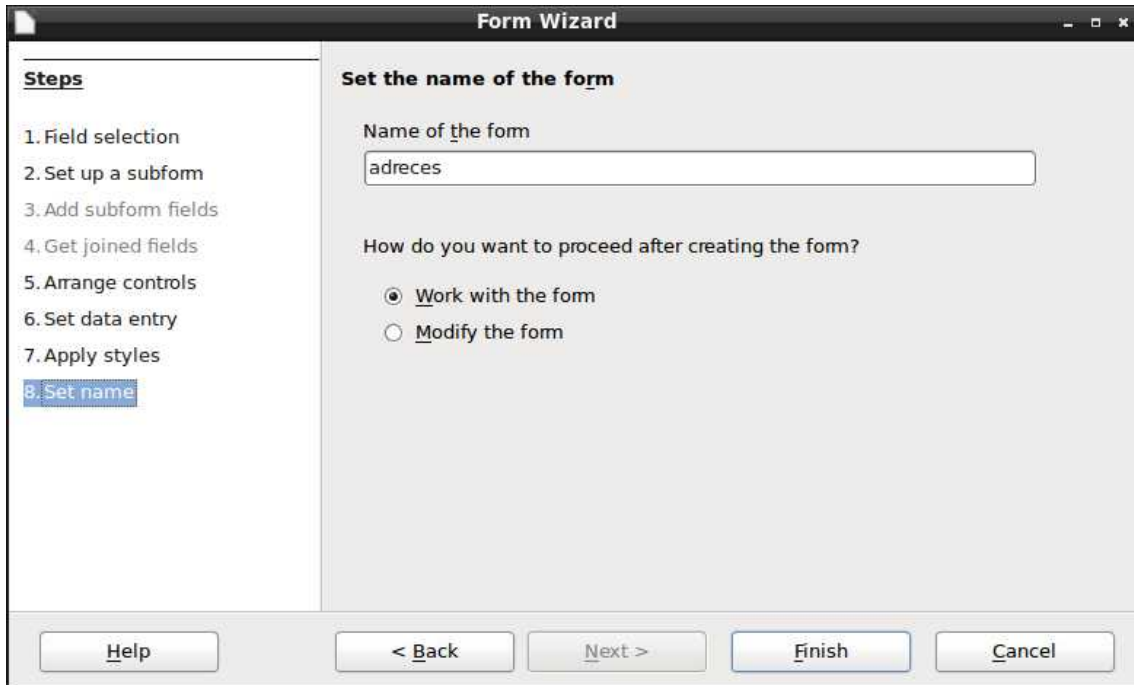 Form Wizard
Steps
1. Field selection
2. Set up a subform
3. Add subform fields
4. Get joined fields
5. Arrange controls
6. Set data entry
7. Apply styles
8. Set name
Set the name of the form
Name of the form
adreces
How do you want to proceed after creating the form?
Work with the form
Modify the form
Help
< Back
Next >
Finish
Cancel